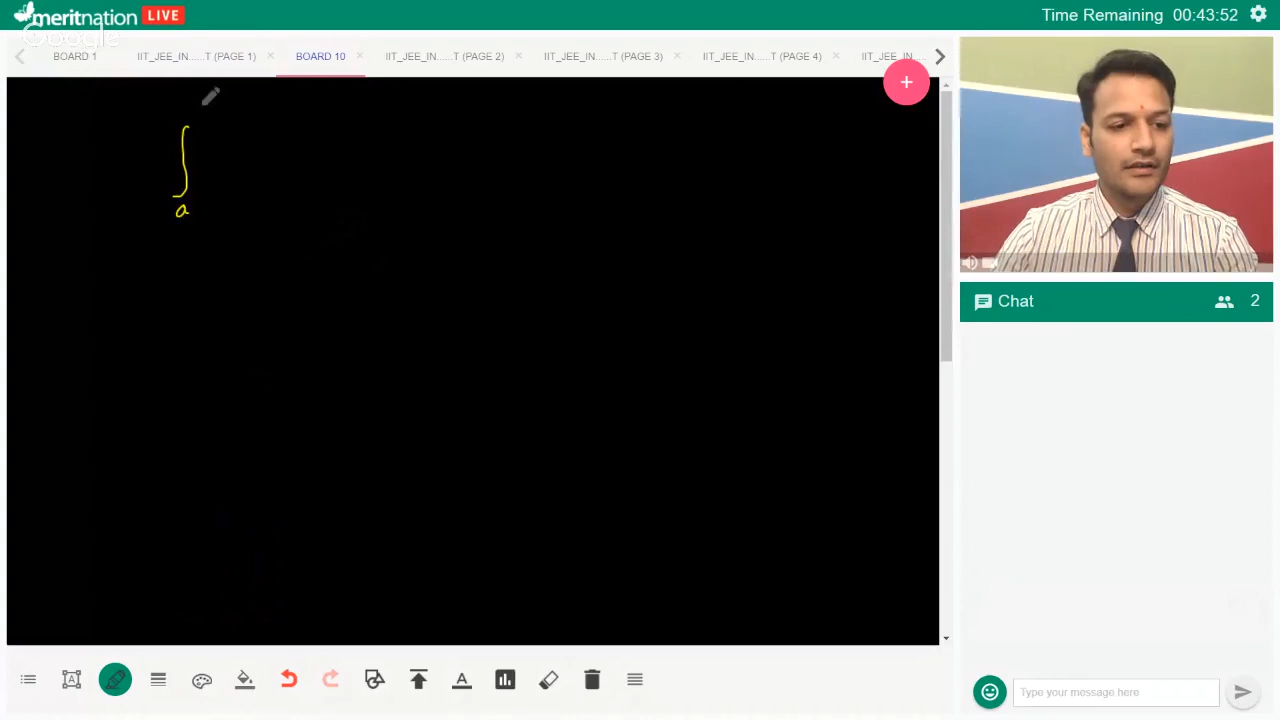 meritnation LIVE
Time Remaining 00:43:52
Google
BOARD 1 IIT_JEE_IN......T (PAGE 1) BOARD 10 IIT_JEE_IN......T (PAGE 2) IIT_JEE_IN......T (PAGE 3) IIT_JEE_IN......T (PAGE 4) IIT_JEE_IN......
∫
a
Chat 2
Type your message here